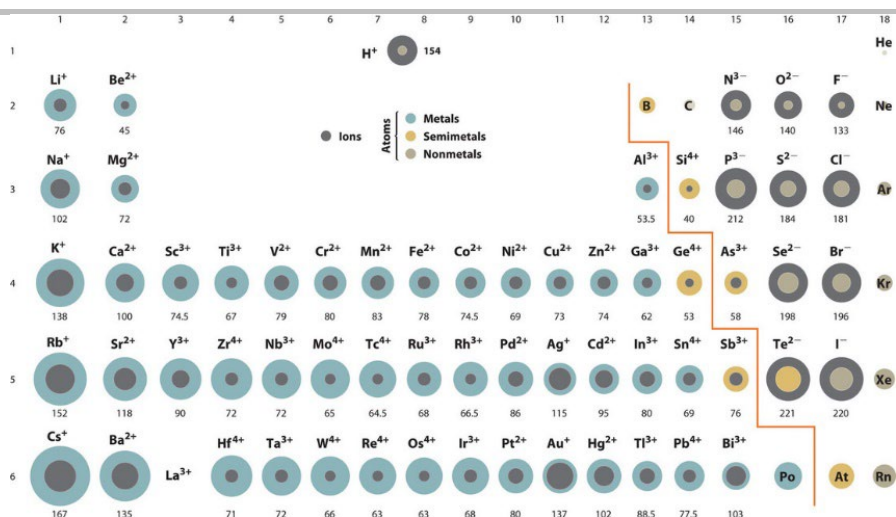 1 2 3 4 5 6 7 8 9 10 11 12 13 14 15 16 17 18
1 H⁺ 154 He
Li⁺ Be²⁺ N³⁻ O²⁻ F⁻
2 B C Ne
76 45 146 140 133
Ions
Atoms
Metals
Semimetals
Nonmetals
Na⁺ Mg²⁺ Al³⁺ Si⁴⁺ P³⁻ S²⁻ Cl⁻
3 Ar
102 72 53.5 40 212 184 181
K⁺ Ca²⁺ Sc³⁺ Ti³⁺ V²⁺ Cr²⁺ Mn²⁺ Fe²⁺ Co²⁺ Ni²⁺ Cu²⁺ Zn²⁺ Ga³⁺ Ge⁴⁺ As³⁺ Se²⁻ Br⁻
4 Kr
138 100 74.5 67 79 80 83 78 74.5 69 73 74 62 53 58 198 196
Rb⁺ Sr²⁺ Y³⁺ Zr⁴⁺ Nb³⁺ Mo⁴⁺ Tc⁴⁺ Ru³⁺ Rh³⁺ Pd²⁺ Ag⁺ Cd²⁺ In³⁺ Sn⁴⁺ Sb³⁺ Te²⁻ I⁻
5 Xe
152 118 90 72 72 65 64.5 68 66.5 86 115 95 80 69 76 221 220
Cs⁺ Ba²⁺ Hf⁴⁺ Ta³⁺ W⁴⁺ Re⁴⁺ Os⁴⁺ Ir³⁺ Pt²⁺ Au⁺ Hg²⁺ Tl³⁺ Pb⁴⁺ Bi³⁺
6 La³⁺ Po At Rn
167 135 71 72 66 63 63 68 80 137 102 88.5 77.5 103